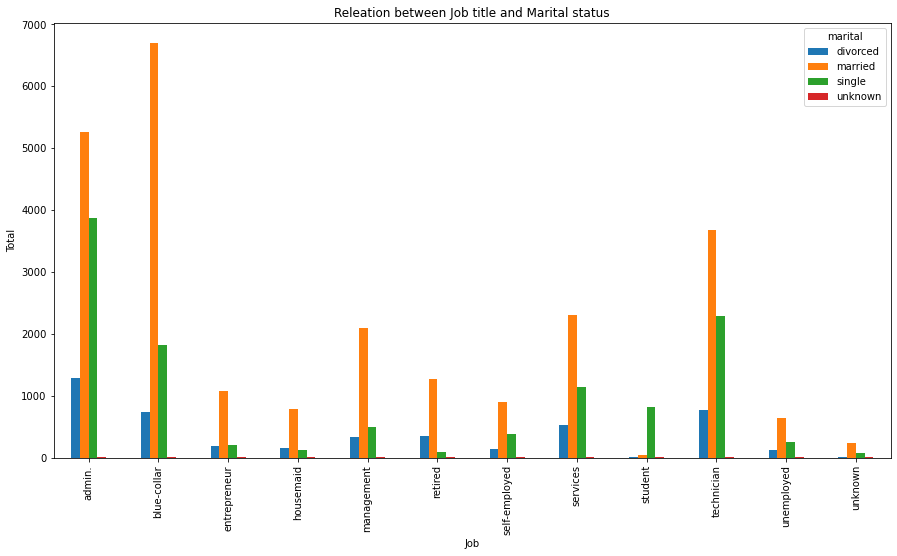 Releation between Job title and Marital status
marital
divorced
married
single
unknown
Total
7000
6000
5000
4000
3000
2000
1000
0
admin.
blue-collar
entrepreneur
housemaid
management
retired
self-employed
services
student
technician
unemployed
unknown
Job